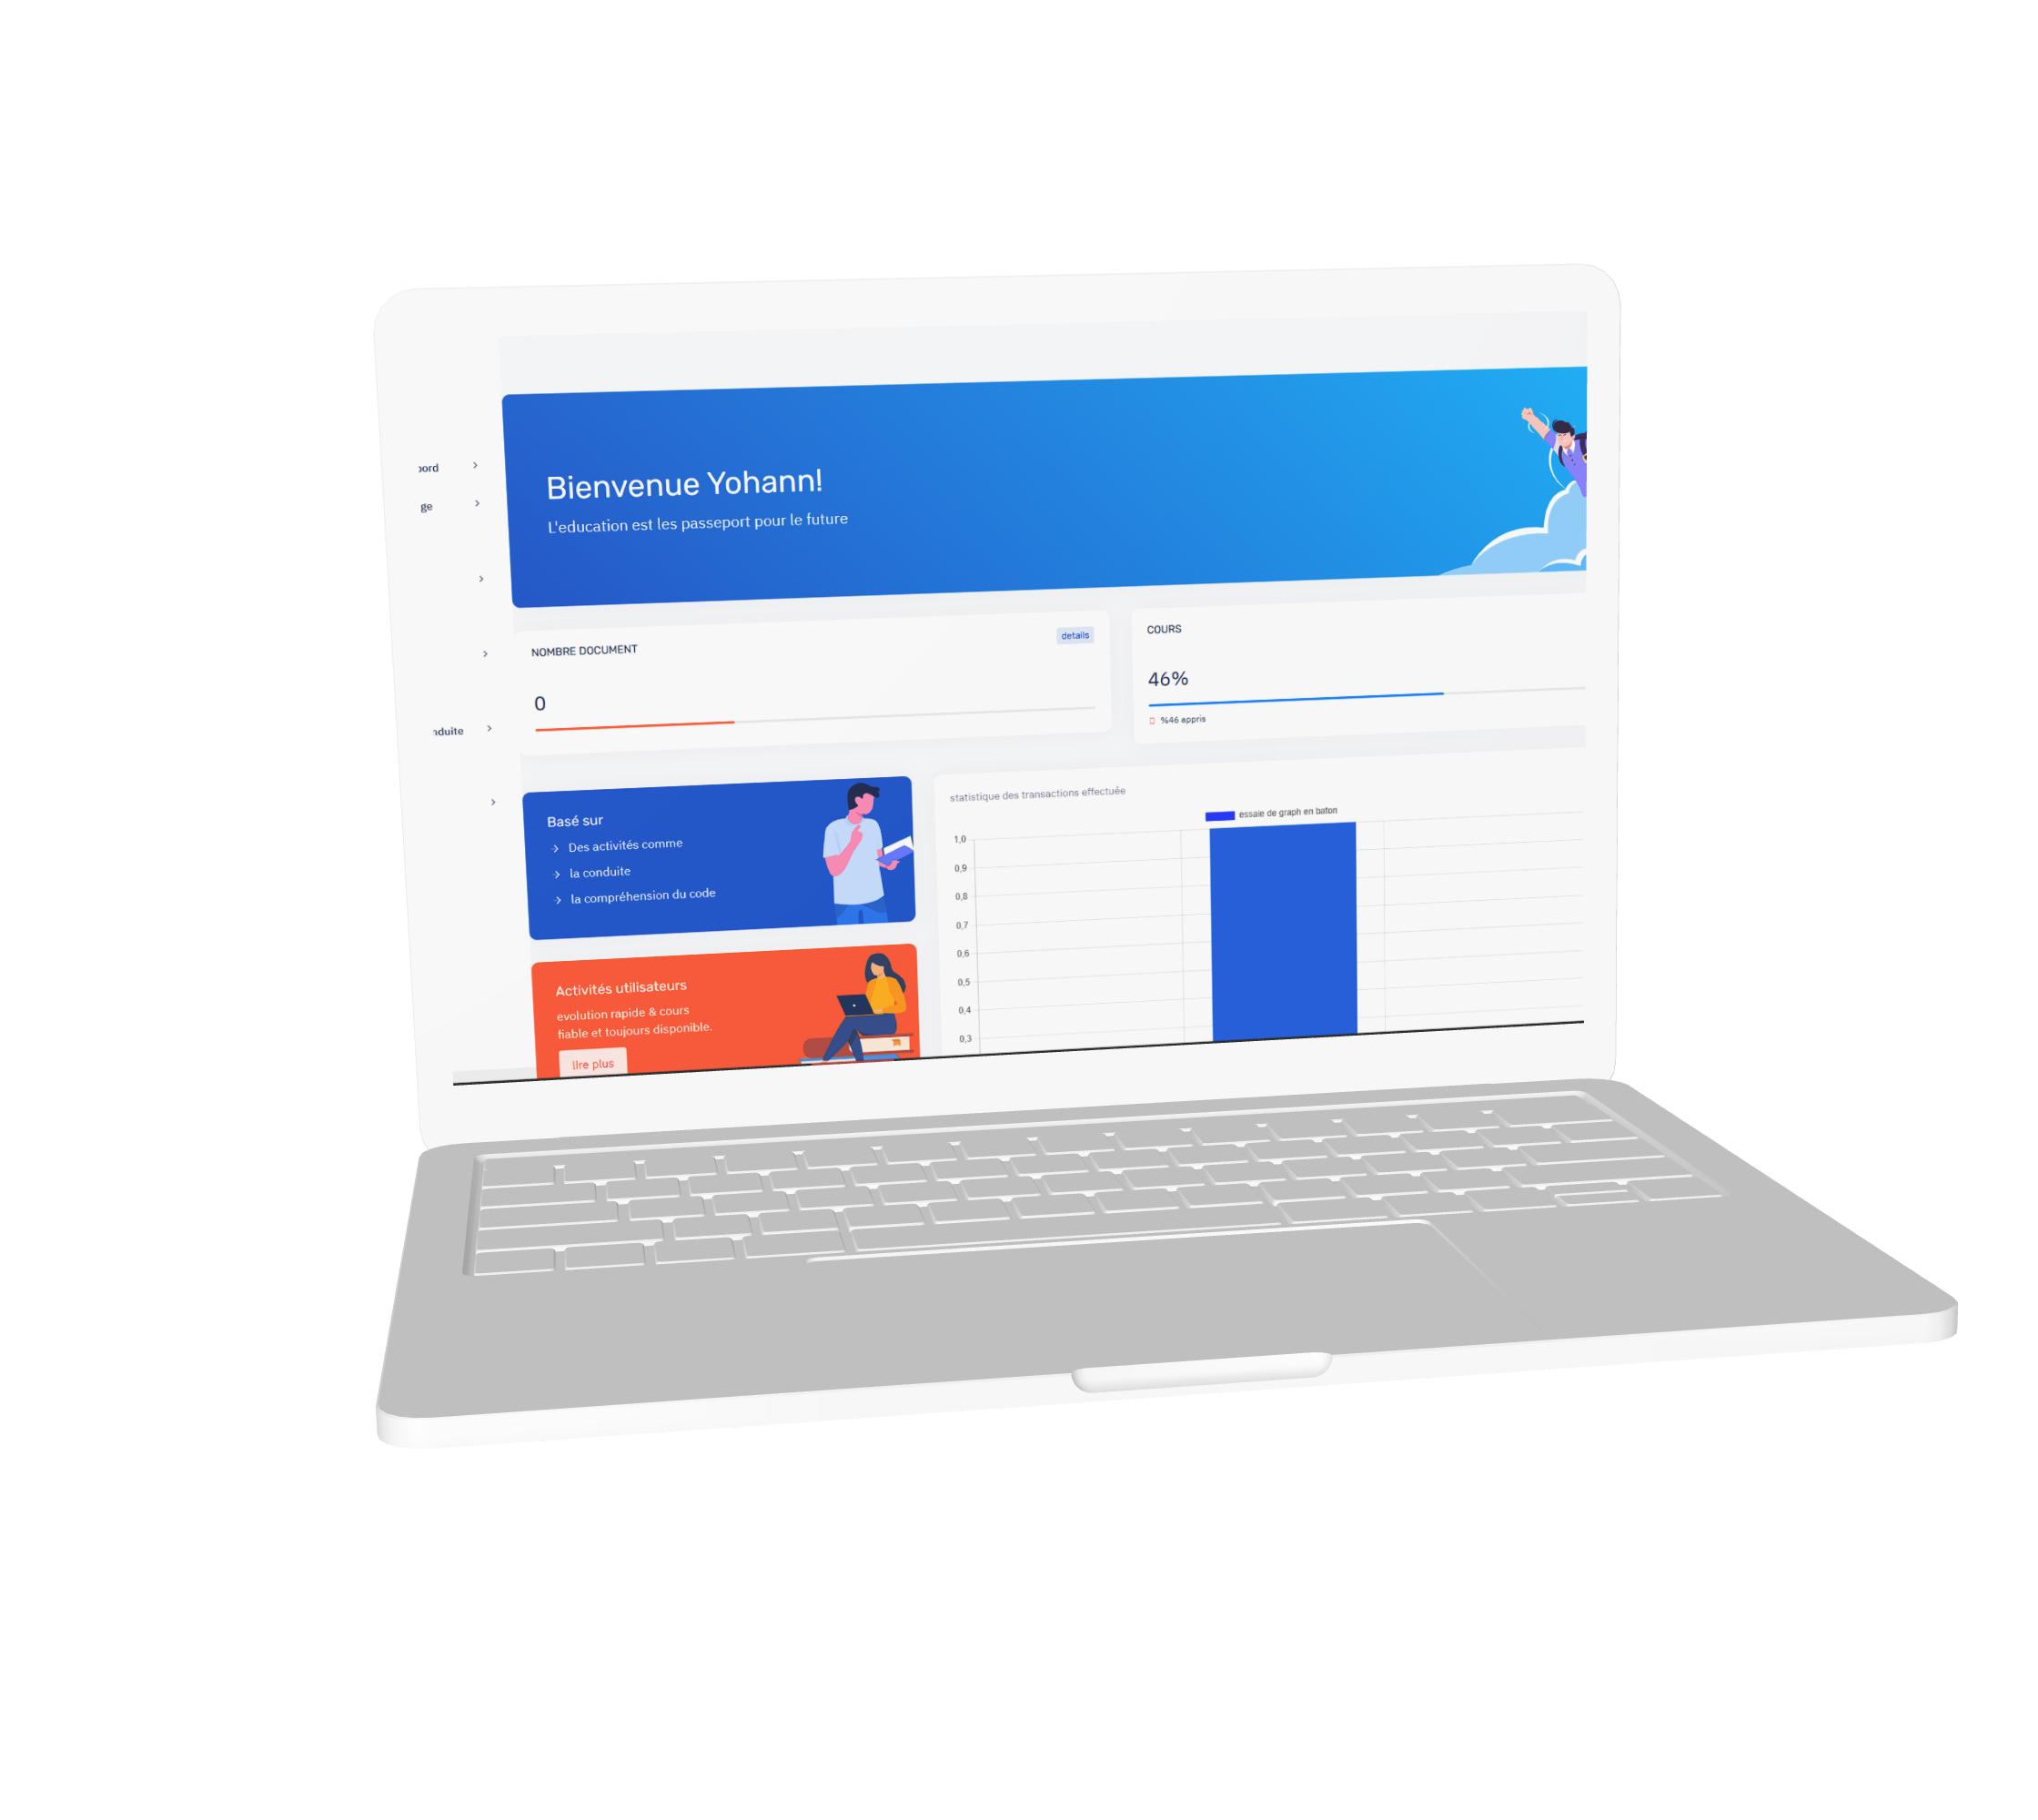 Bienvenue Yohann!
L'education est les passeport pour le future
ɔord
ge
nduite
NOMBRE DOCUMENT
details
0
COURS
46%
%46 appris
Basé sur
Des activités comme
la conduite
la compréhension du code
Activités utilisateurs
evolution rapide & cours
fiable et toujours disponible.
lire plus
statistique des transactions effectuée
essaie de graph en baton
1,0
0,9
0,8
0,7
0,6
0,5
0,4
0,3